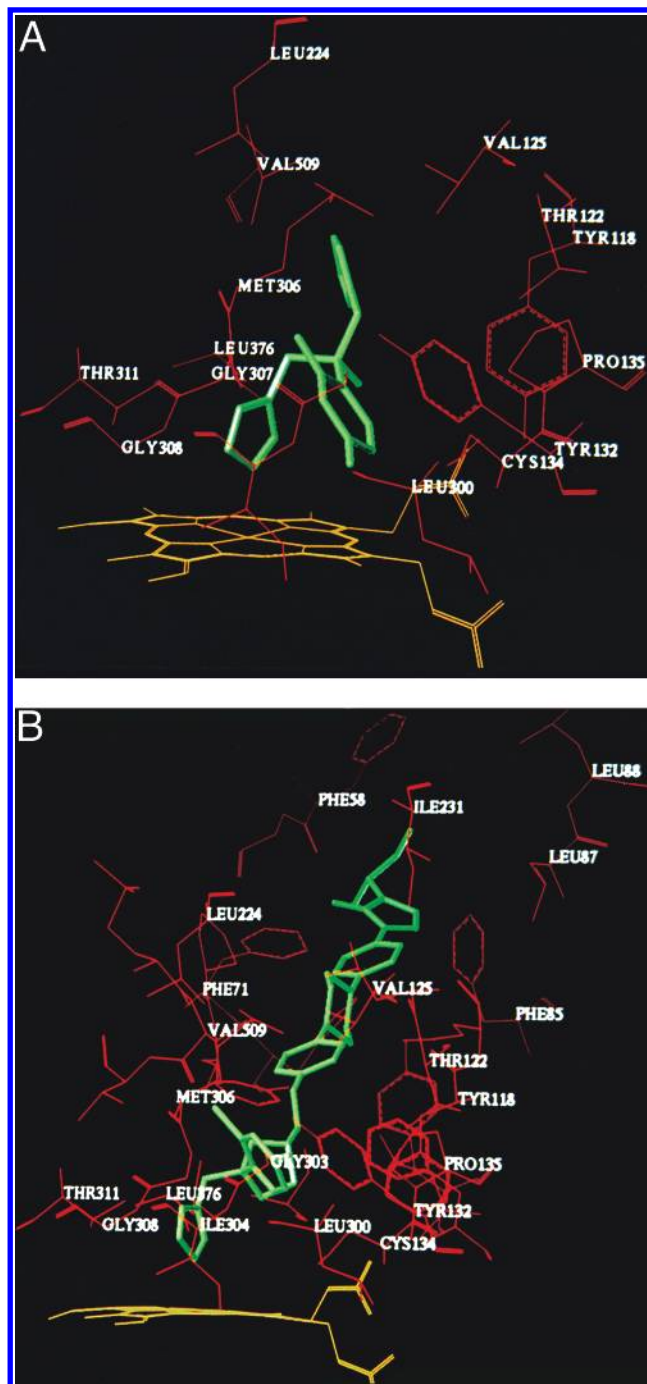 A
LEU224
VAL125
VAL509
THR122
TYR118
MET306
LEU376
PRO135
THR311
GLY307
GLY308
TYR132
CYS134
LEU300
B
LEU88
PHE58
ILE231
LEU87
LEU224
PHE71
VAL125
PHE85
VAL509
THR122
MET306
TYR118
GLY303
PRO135
THR311
LEU376
GLY308
ILE304
TYR132
LEU300
CYS134